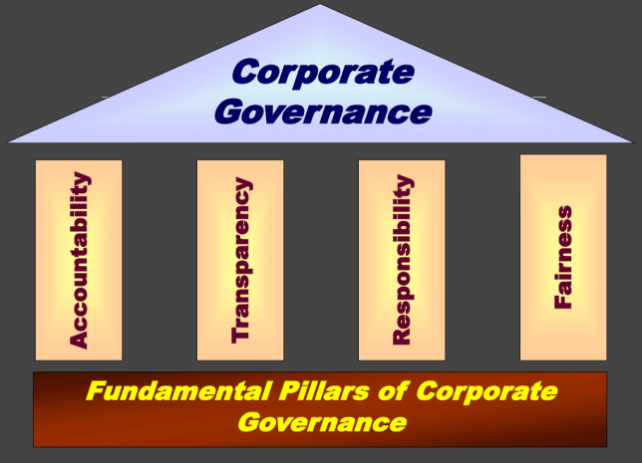 Corporate
Governance
Accountability
Transparency
Responsibility
Fairness
Fundamental Pillars of Corporate
Governance